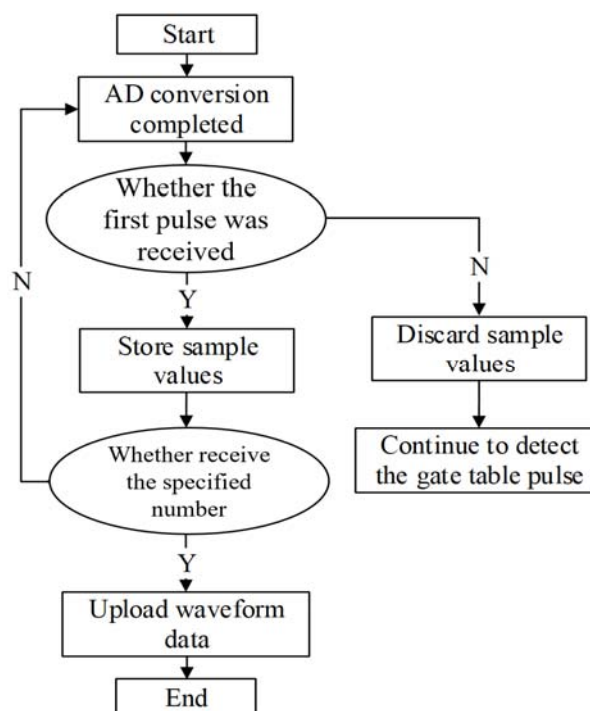 Start
AD conversion
completed
Whether the
first pulse was
received
N
N
Y
Store sample
values
Discard sample
values
Whether receive
the specified
number
Continue to detect
the gate table pulse
Y
Upload waveform
data
End